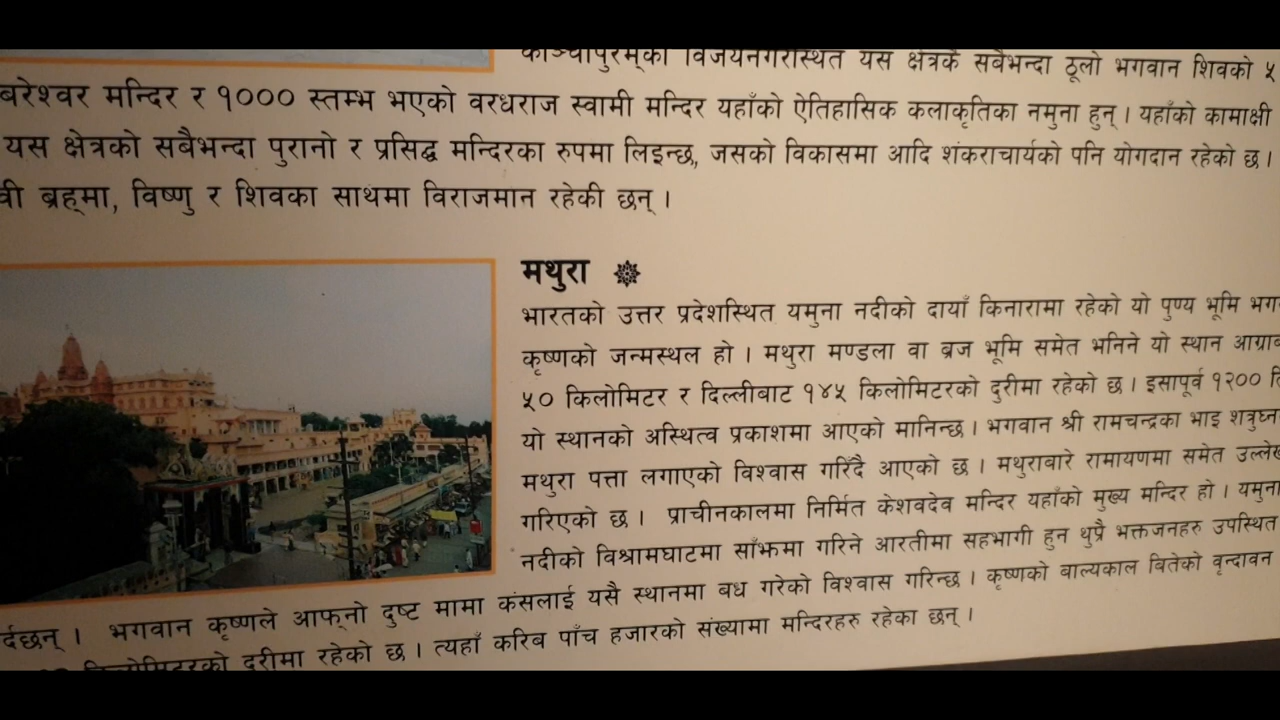 काञ्चीपुरम्को विजयनगरस्थित यस क्षेत्रकै सबैभन्दा ठूलो भगवान शिवको ५
बरेश्वर मन्दिर र १००० स्तम्भ भएको वरधराज स्वामी मन्दिर यहाँको ऐतिहासिक कलाकृतिका नमुना हुन् । यहाँको कामाक्षी
यस क्षेत्रको सबैभन्दा पुरानो र प्रसिद्ध मन्दिरका रुपमा लिइन्छ, जसको विकासमा आदि शंकराचार्यको पनि योगदान रहेको छ ।
वी ब्रह्मा, विष्णु र शिवका साथमा विराजमान रहेकी छन् ।
मथुरा
भारतको उत्तर प्रदेशस्थित यमुना नदीको दायाँ किनारामा रहेको यो पुण्य भूमि भग
कृष्णको जन्मस्थल हो । मथुरा मण्डला वा ब्रज भूमि समेत भनिने यो स्थान आग्राब
५० किलोमिटर र दिल्लीबाट १४५ किलोमिटरको दुरीमा रहेको छ । इसापूर्व १२०० ति
यो स्थानको अस्थित्व प्रकाशमा आएको मानिन्छ । भगवान श्री रामचन्द्रका भाइ शत्रुघ्न
मथुरा पत्ता लगाएको विश्वास गरिँदै आएको छ । मथुराबारे रामायणमा समेत उल्लेख
गरिएको छ । प्राचीनकालमा निर्मित केशवदेव मन्दिर यहाँको मुख्य मन्दिर हो । यमुना
नदीको विश्रामघाटमा साँझमा गरिने आरतीमा सहभागी हुन थुप्रै भक्तजनहरु उपस्थित
र्दछन् । भगवान कृष्णले आफ्नो दुष्ट मामा कंसलाई यसै स्थानमा बध गरेको विश्वास गरिन्छ । कृष्णको बाल्यकाल बितेको वृन्दावन
किलोमिटरको दुरीमा रहेको छ । त्यहाँ करिब पाँच हजारको संख्यामा मन्दिरहरु रहेका छन् ।